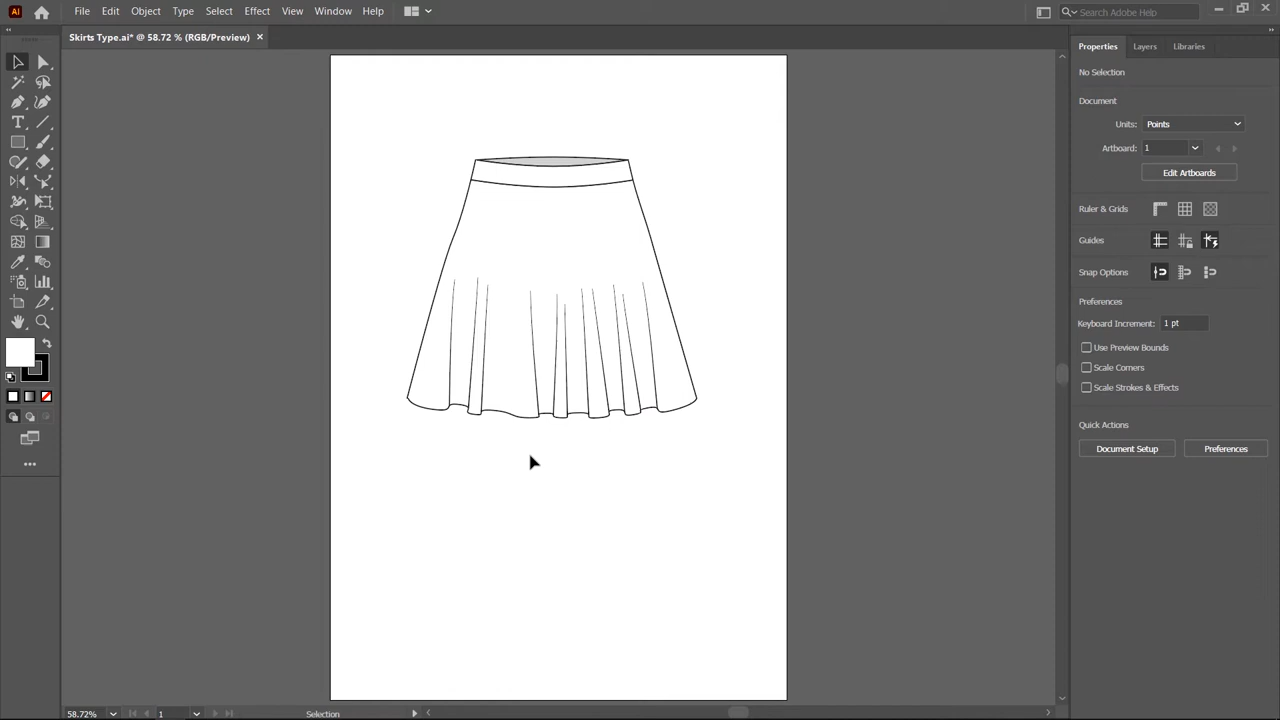 Ai File Edit Object Type Select Effect View Window Help Search Adobe Help
Skirts Type.ai* @ 58.72 % (RGB/Preview)
Properties Layers Libraries
No Selection
Document
Units: Points
Artboard: 1
Edit Artboards
Ruler & Grids
Guides
Snap Options
Preferences
Keyboard Increment: 1 pt
Use Preview Bounds
Scale Corners
Scale Strokes & Effects
Quick Actions
Document Setup Preferences
58.72% 1 Selection